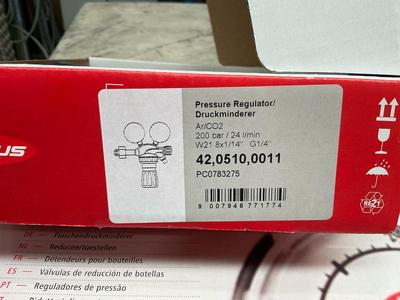 US
Pressure Regulator/
Druckminderer
Ar/CO2
200 bar / 24 l/min
W21 8x1/14" G1/4"
42,0510,0011
PC0783275
9 007946 771774
DE – Flaschendruckminderer
NL – Reduceertoestellen
FR – Détendeurs pour bouteilles
ES – Válvulas de reducción de botellas
PT – Reguladores de pressão